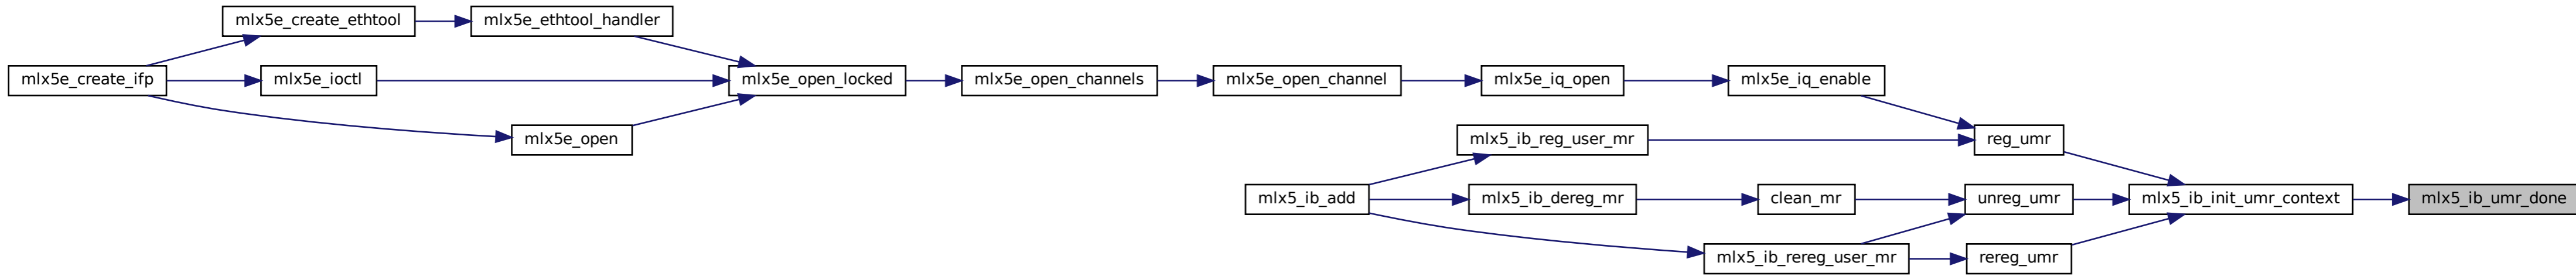 mlx5e_create_ethtool
mlx5e_ethtool_handler
mlx5e_create_ifp
mlx5e_ioctl
mlx5e_open_locked
mlx5e_open_channels
mlx5e_open_channel
mlx5e_iq_open
mlx5e_iq_enable
mlx5e_open
mlx5_ib_reg_user_mr
reg_umr
mlx5_ib_add
mlx5_ib_dereg_mr
clean_mr
unreg_umr
mlx5_ib_init_umr_context
mlx5_ib_umr_done
mlx5_ib_rereg_user_mr
rereg_umr